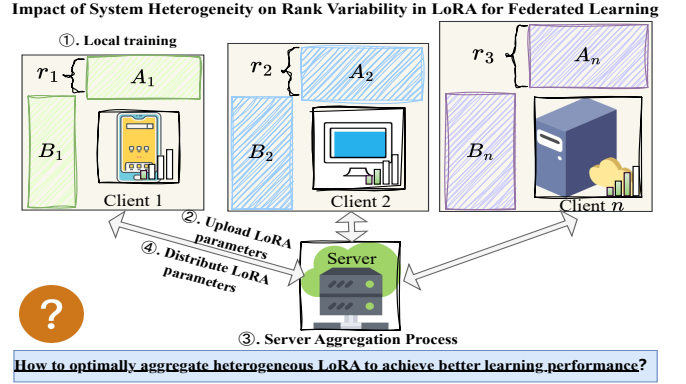 Impact of System Heterogeneity on Rank Variability in LoRA for Federated Learning
①. Local training
r₁
A₁
B₁
Client 1
r₂
A₂
B₂
Client 2
r₃
Aₙ
Bₙ
Client n
②. Upload LoRA
parameters
④. Distribute LoRA
parameters
Server
?
③. Server Aggregation Process
How to optimally aggregate heterogeneous LoRA to achieve better learning performance?